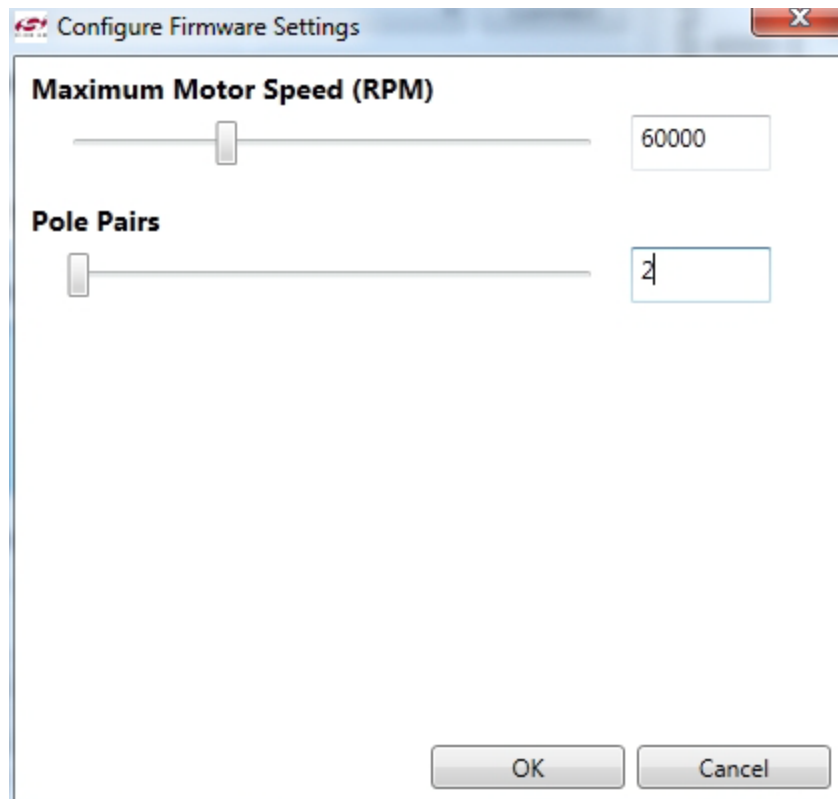 Configure Firmware Settings
Maximum Motor Speed (RPM)
60000
Pole Pairs
2
OK
Cancel